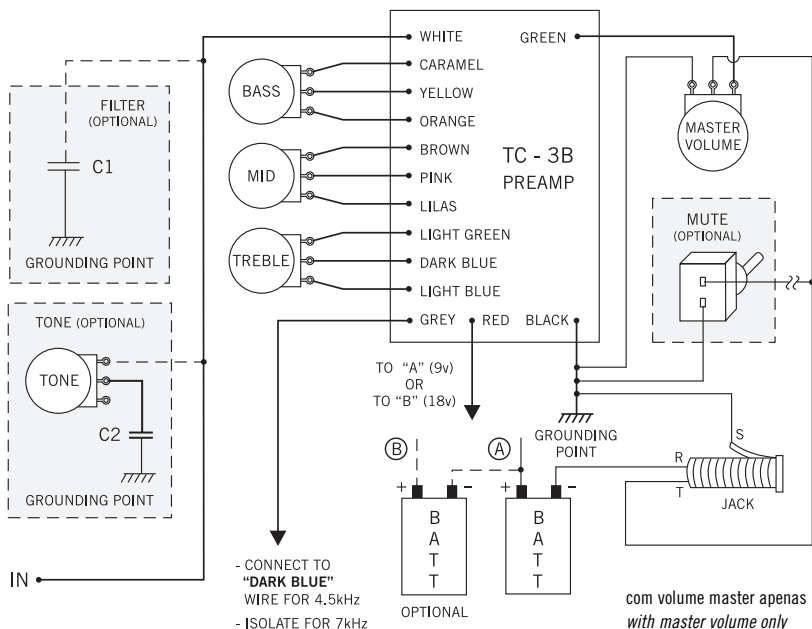 WHITE
GREEN
CARAMEL
YELLOW
ORANGE
BROWN
PINK
LILAS
LIGHT GREEN
DARK BLUE
LIGHT BLUE
GREY
RED
BLACK
TC - 3B
PREAMP
BASS
MID
TREBLE
MASTER
VOLUME
FILTER
(OPTIONAL)
C1
GROUNDING POINT
TONE (OPTIONAL)
TONE
C2
GROUNDING POINT
IN
MUTE
(OPTIONAL)
TO “A” (9v)
OR
TO “B” (18v)
GROUNDING
POINT
S
R
T
JACK
B
A
+
-
+
-
BATT
BATT
OPTIONAL
- CONNECT TO
“DARK BLUE”
WIRE FOR 4.5kHz
- ISOLATE FOR 7kHz
com volume master apenas
with master volume only